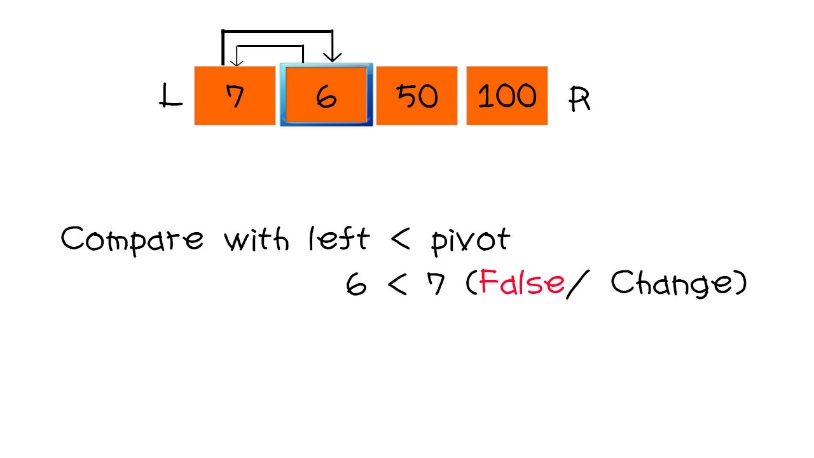 L 7 6 50 100 R
Compare with left < pivot
6 < 7 (False/ Change)